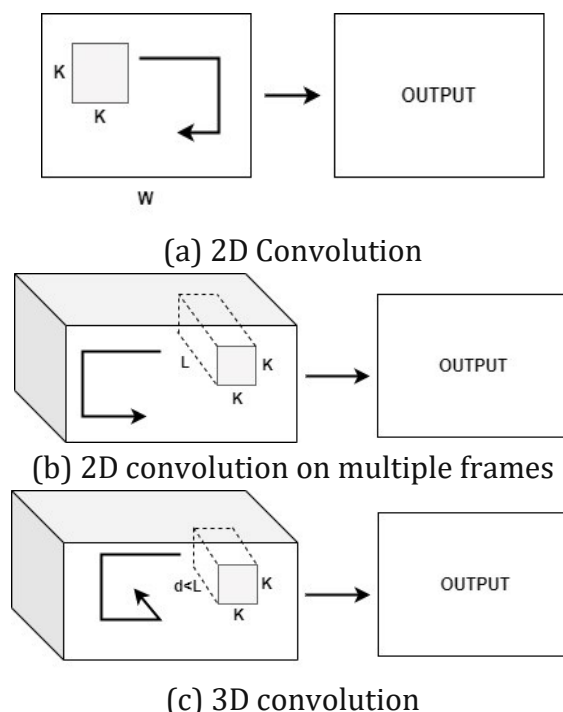 K
OUTPUT
K
W
(a) 2D Convolution
L
K
OUTPUT
K
(b) 2D convolution on multiple frames
d<L
K
OUTPUT
K
(c) 3D convolution